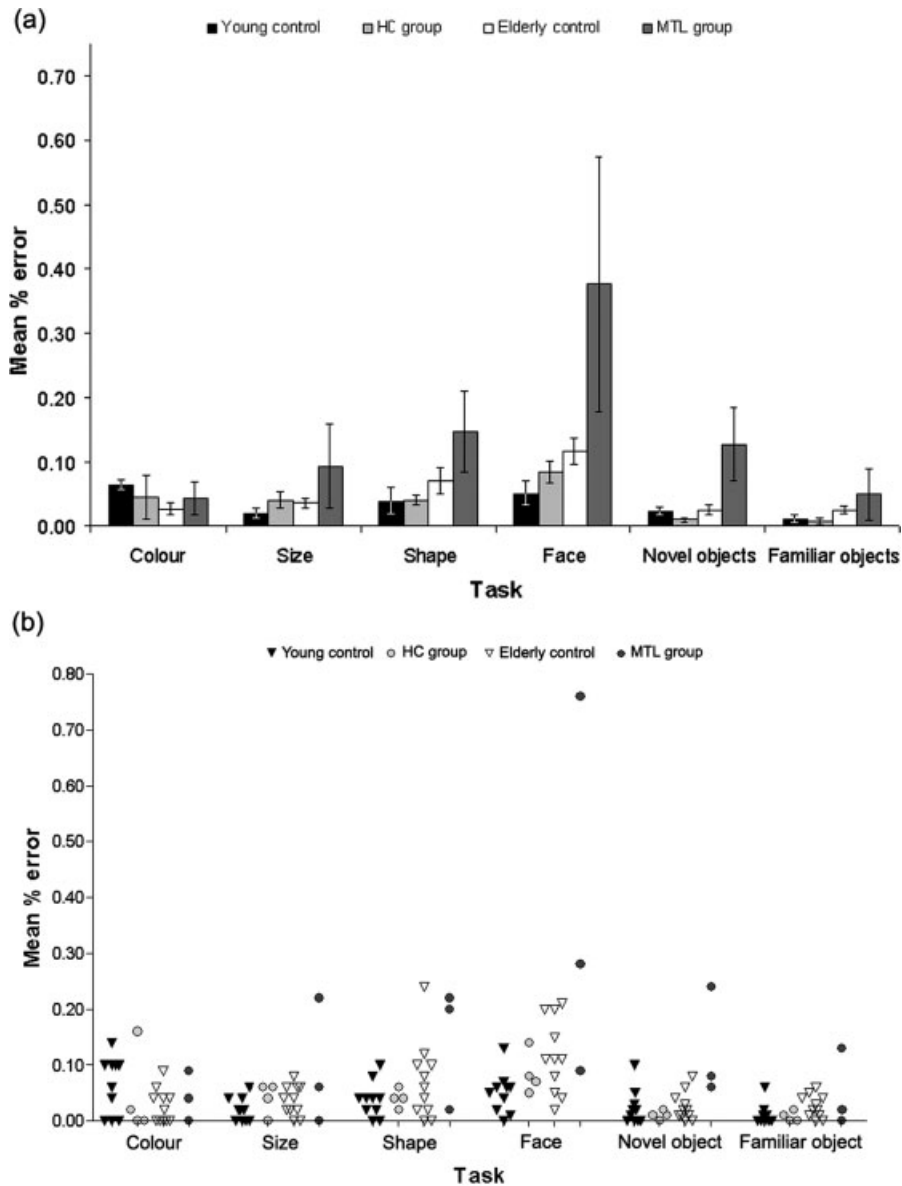 (a)
Young control HC group Elderly control MTL group
0.70
0.60
0.50
0.40
0.30
0.20
0.10
0.00
Mean % error
Colour Size Shape Face Novel objects Familiar objects
Task
(b)
Young control HC group Elderly control MTL group
0.80
0.70
0.60
0.50
0.40
0.30
0.20
0.10
0.00
Mean % error
Colour Size Shape Face Novel object Familiar object
Task